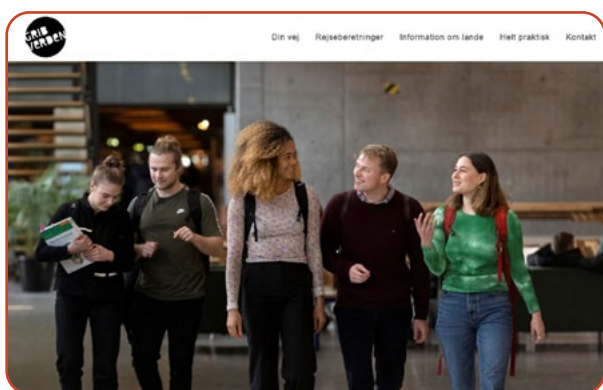 GRIB
VERDEN
Din vej Rejseberetninger Information om lande Helt praktisk Kontakt